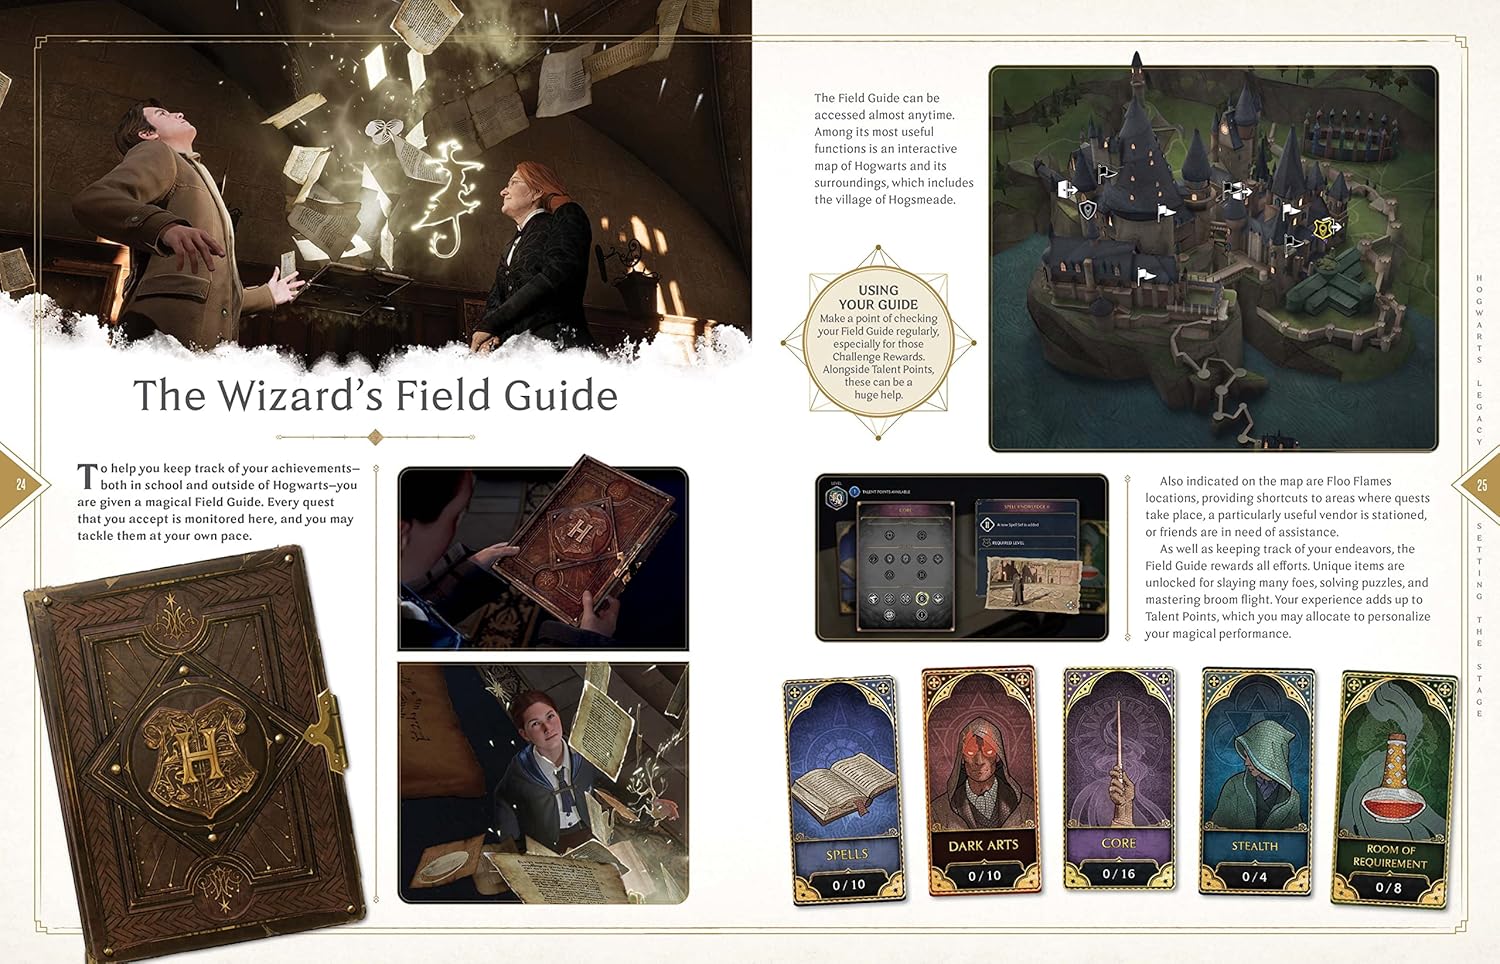 The Wizard's Field Guide
To help you keep track of your achievements—
both in school and outside of Hogwarts—you
are given a magical Field Guide. Every quest
that you accept is monitored here, and you may
tackle them at your own pace.
24
H
The Field Guide can be
accessed almost anytime.
Among its most useful
functions is an interactive
map of Hogwarts and its
surroundings, which includes
the village of Hogsmeade.
USING
YOUR GUIDE
Make a point of checking
your Field Guide regularly,
especially for those
Challenge Rewards.
Alongside Talent Points,
these can be a
huge help.
LEVEL
TALENT POINTS AVAILABLE
CORE
SPELL KNOWLEDGE II
A new Spell Set is added
REQUIRED LEVEL
Also indicated on the map are Floo Flames
locations, providing shortcuts to areas where quests
take place, a particularly useful vendor is stationed,
or friends are in need of assistance.
As well as keeping track of your endeavors, the
Field Guide rewards all efforts. Unique items are
unlocked for slaying many foes, solving puzzles, and
mastering broom flight. Your experience adds up to
Talent Points, which you may allocate to personalize
your magical performance.
SPELLS
0/10
DARK ARTS
0/10
CORE
0/16
STEALTH
0/4
ROOM OF
REQUIREMENT
0/8
HOGWARTS LEGACY
25
SETTING THE STAGE